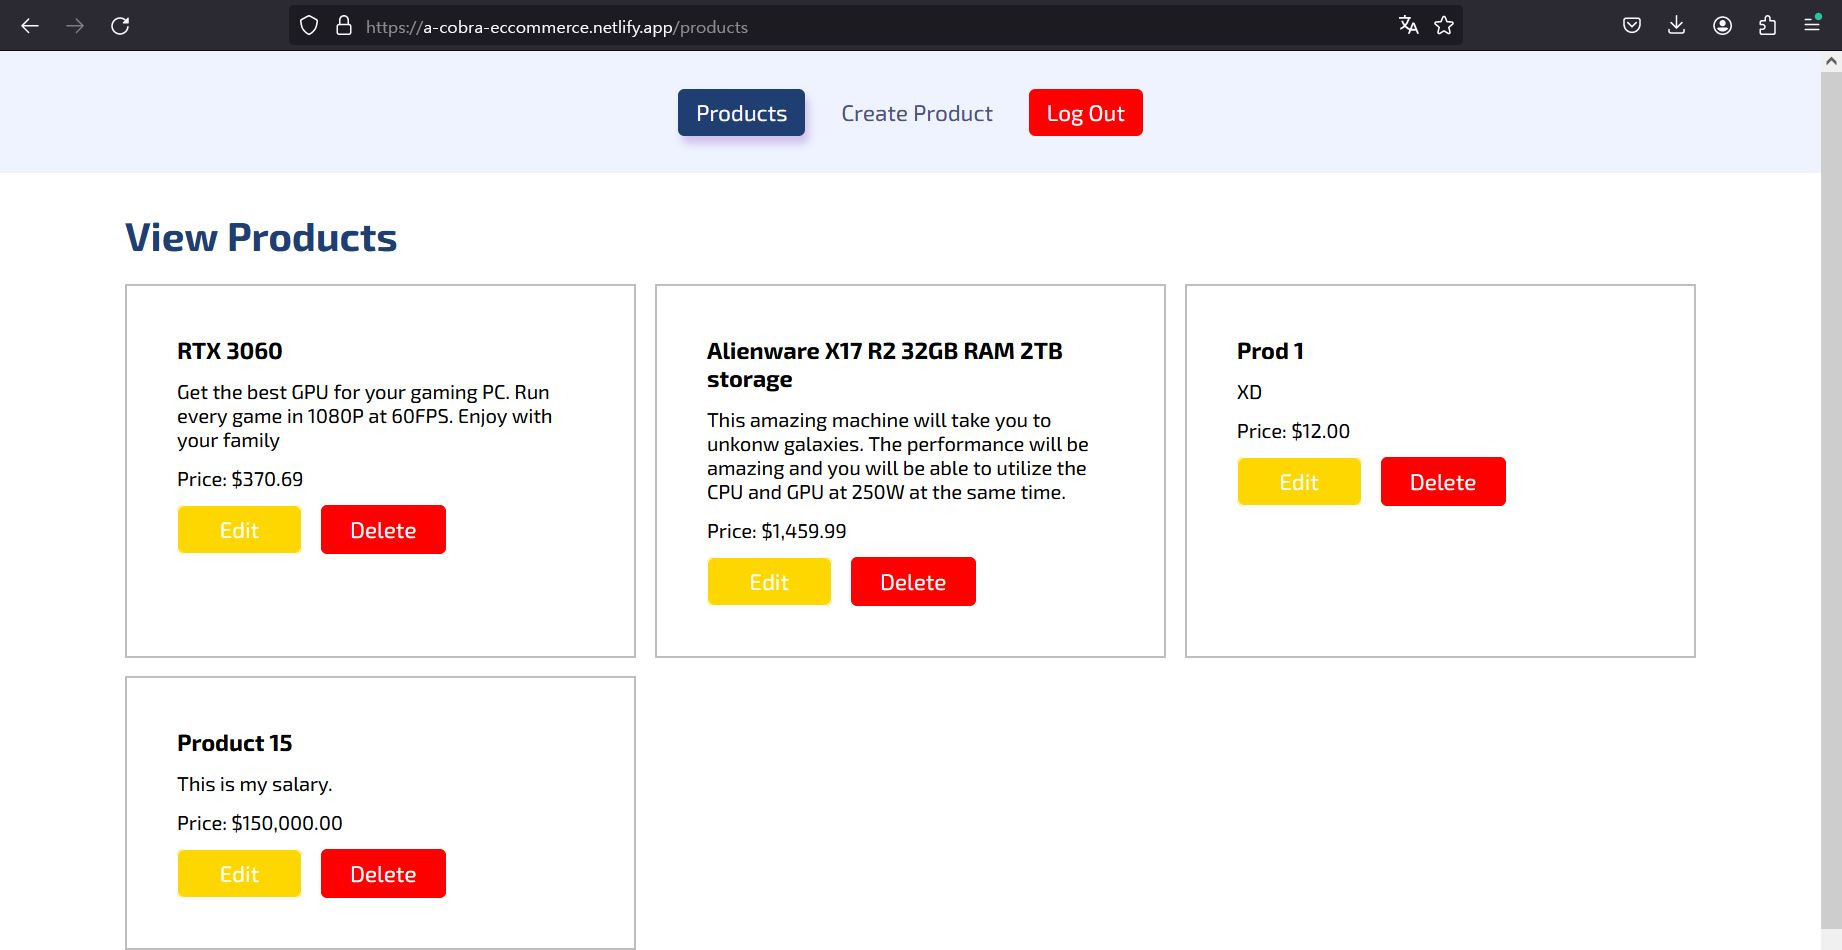 https://a-cobra-eccommerce.netlify.app/products
Products
Create Product
Log Out
View Products
RTX 3060
Get the best GPU for your gaming PC. Run
every game in 1080P at 60FPS. Enjoy with
your family
Price: $370.69
Edit
Delete
Alienware X17 R2 32GB RAM 2TB
storage
This amazing machine will take you to
unkonw galaxies. The performance will be
amazing and you will be able to utilize the
CPU and GPU at 250W at the same time.
Price: $1,459.99
Edit
Delete
Prod 1
XD
Price: $12.00
Edit
Delete
Product 15
This is my salary.
Price: $150,000.00
Edit
Delete